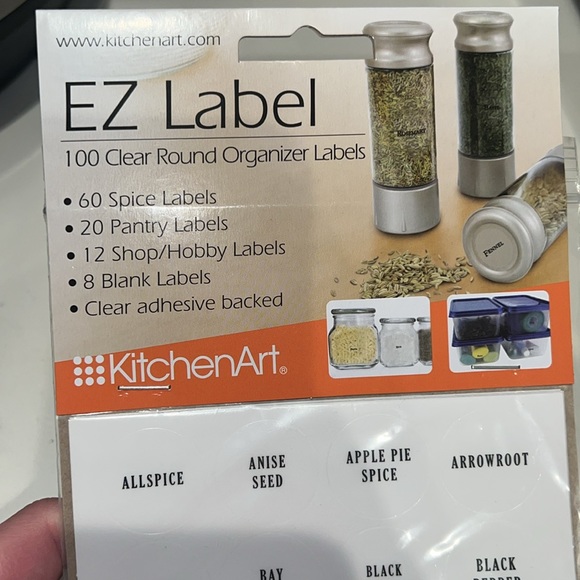 www.kitchenart.com
EZ Label
100 Clear Round Organizer Labels
• 60 Spice Labels
• 20 Pantry Labels
• 12 Shop/Hobby Labels
• 8 Blank Labels
• Clear adhesive backed
Rosemary
Fennel
KitchenArt®
ALLSPICE
ANISE
SEED
APPLE PIE
SPICE
ARROWROOT
BAY
BLACK
BLACK
PEPPER